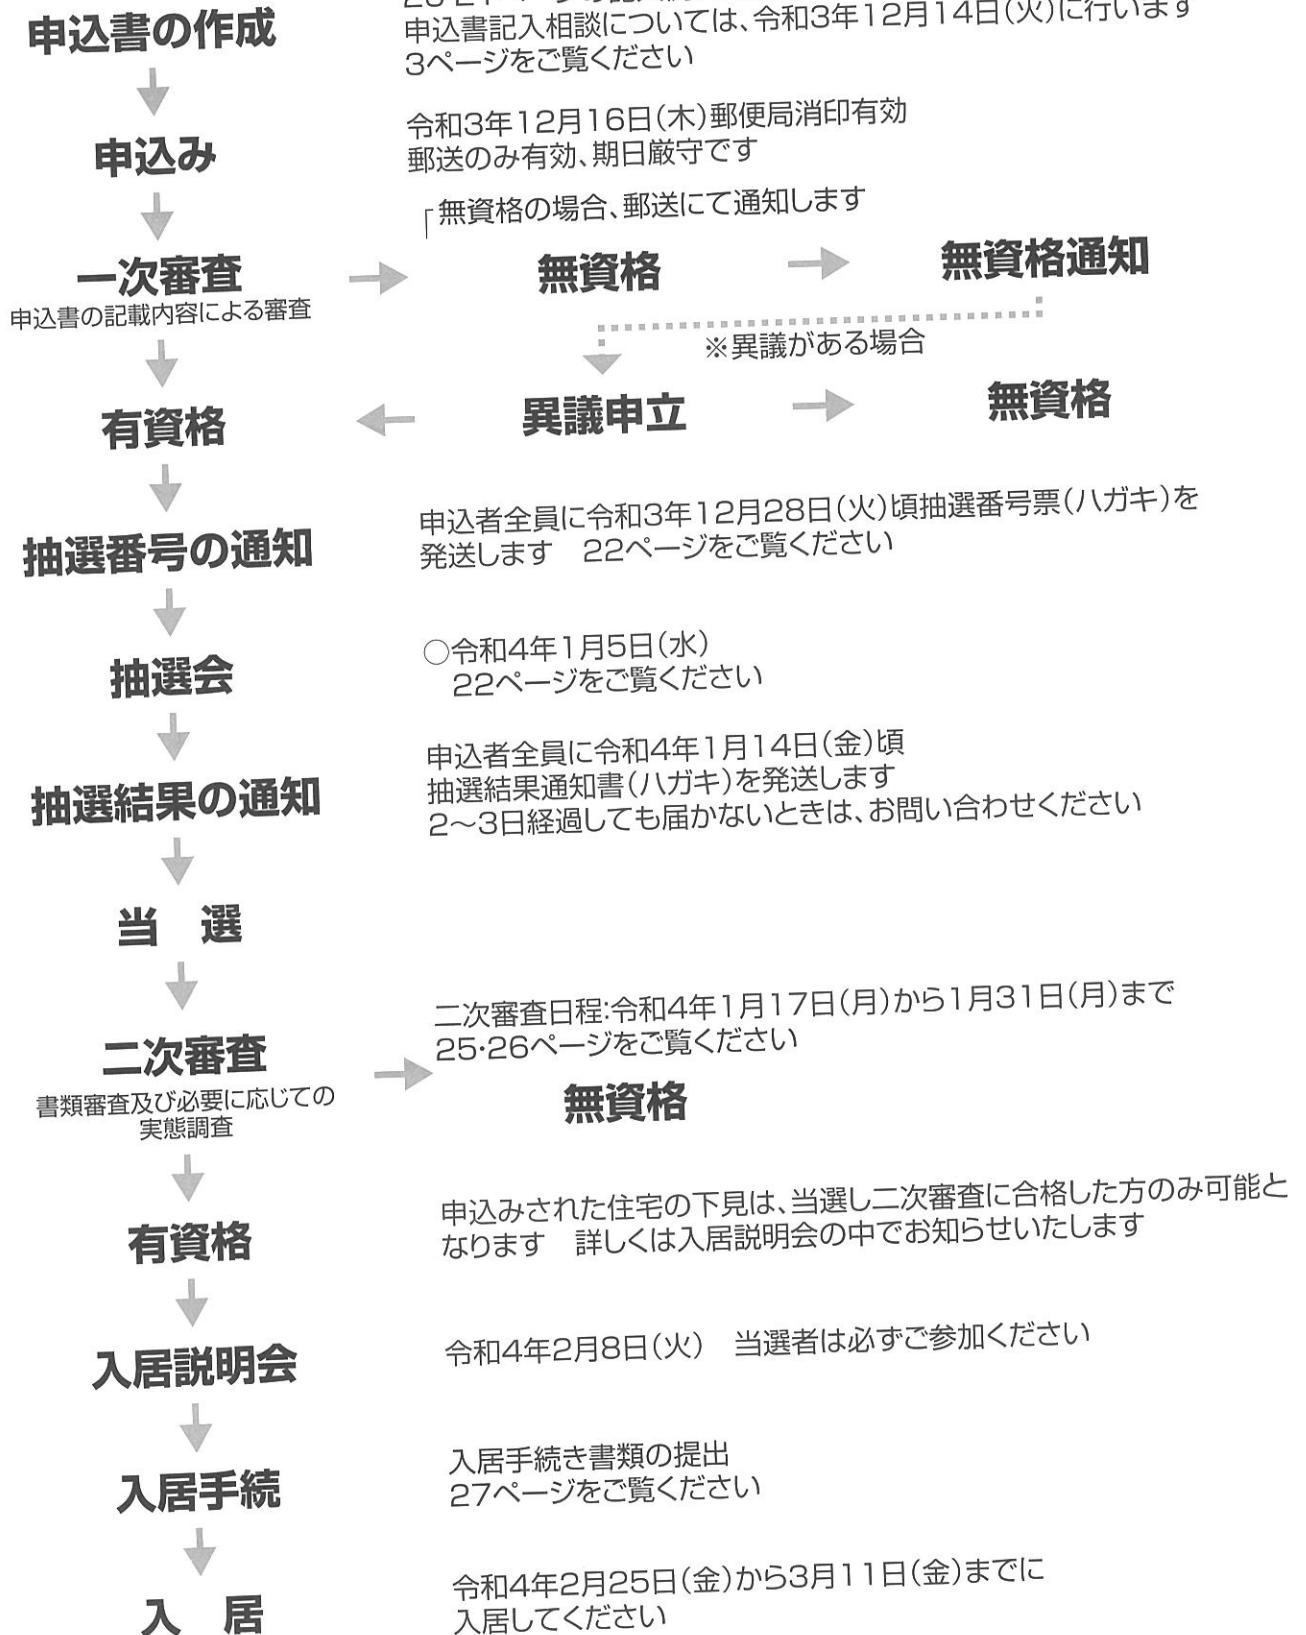 申込書の作成
申込書記入相談については、令和3年12月14日(火)に行います
3ページをご覧ください
申込み
令和3年12月16日(木)郵便局消印有効
郵送のみ有効、期日厳守です
無資格の場合、郵送にて通知します
一次審査
申込書の記載内容による審査
無資格
無資格通知
※異議がある場合
有資格
異議申立
無資格
抽選番号の通知
申込者全員に令和3年12月28日(火)頃抽選番号票(ハガキ)を
発送します 22ページをご覧ください
抽選会
○令和4年1月5日(水)
22ページをご覧ください
抽選結果の通知
申込者全員に令和4年1月14日(金)頃
抽選結果通知書(ハガキ)を発送します
2〜3日経過しても届かないときは、お問い合わせください
当 選
二次審査
書類審査及び必要に応じての
実態調査
二次審査日程:令和4年1月17日(月)から1月31日(月)まで
25・26ページをご覧ください
無資格
有資格
申込みされた住宅の下見は、当選し二次審査に合格した方のみ可能と
なります 詳しくは入居説明会の中でお知らせいたします
入居説明会
令和4年2月8日(火) 当選者は必ずご参加ください
入居手続
入居手続き書類の提出
27ページをご覧ください
入 居
令和4年2月25日(金)から3月11日(金)までに
入居してください